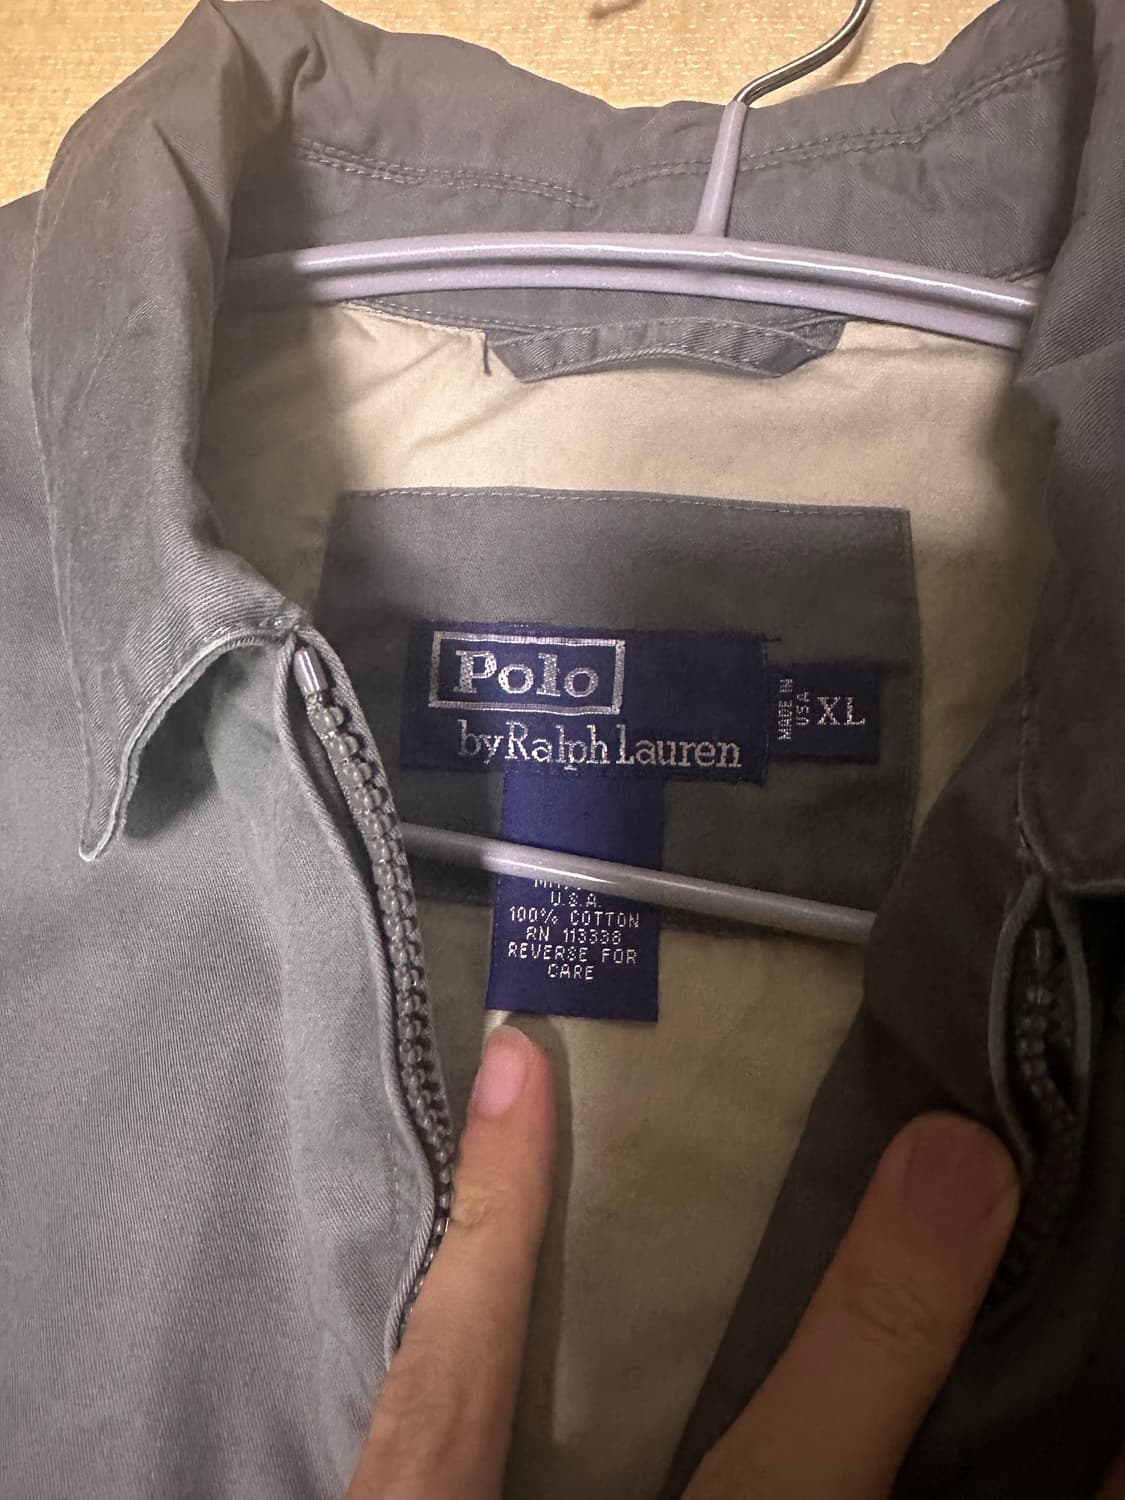 Polo
by Ralph Lauren
MADE IN
USA
XL
U.S.A.
100% COTTON
RN 113338
REVERSE FOR
CARE